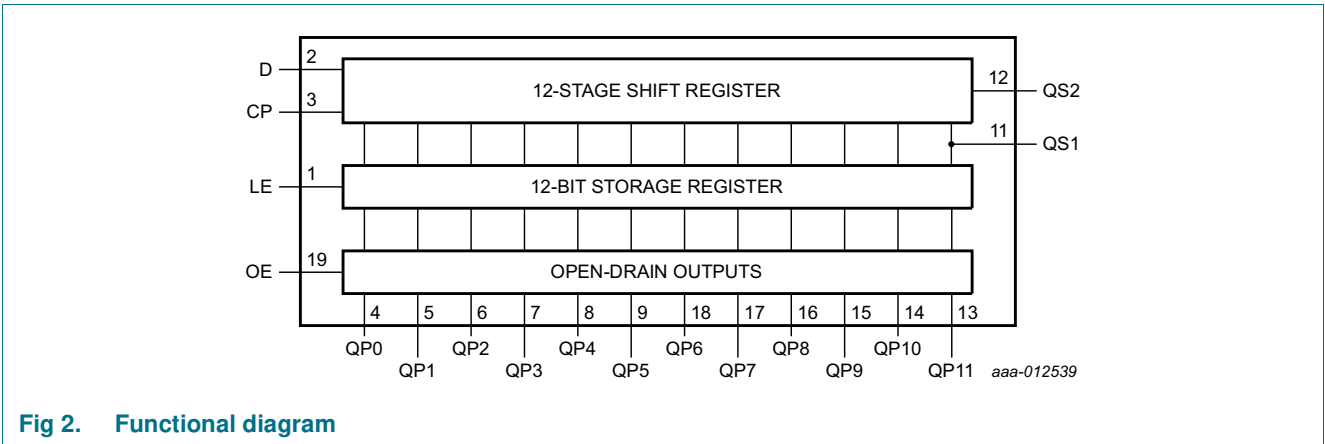 D 2
12-STAGE SHIFT REGISTER
12 QS2
CP 3
11 QS1
LE 1
12-BIT STORAGE REGISTER
OE 19
OPEN-DRAIN OUTPUTS
4 5 6 7 8 9 18 17 16 15 14 13
QP0 QP2 QP4 QP6 QP8 QP10
QP1 QP3 QP5 QP7 QP9 QP11 aaa-012539
Fig 2. Functional diagram